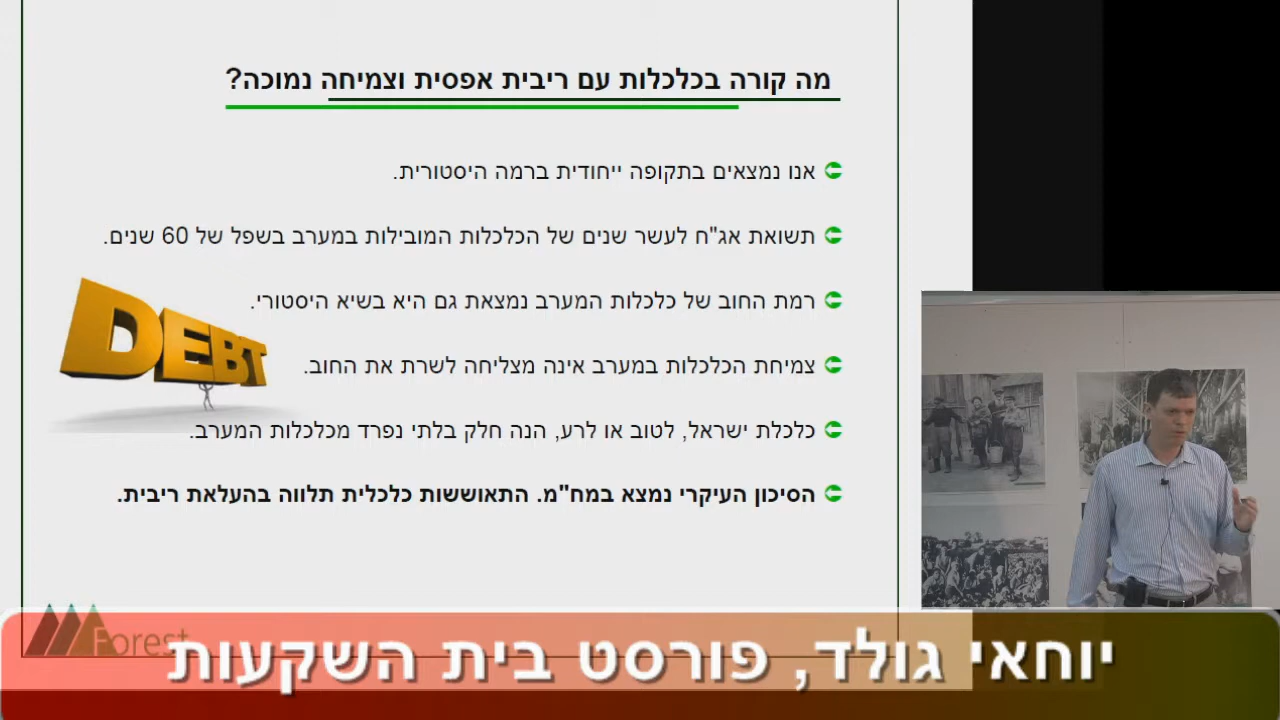 מה קורה בכלכלות עם ריבית אפסית וצמיחה נמוכה?
אנו נמצאים בתקופה ייחודית ברמה היסטורית.
תשואת אג"ח לעשר שנים של הכלכלות המובילות במערב בשפל של 60 שנים.
רמת החוב של כלכלות המערב נמצאת גם היא בשיא היסטורי.
צמיחת הכלכלות במערב אינה מצליחה לשרת את החוב.
כלכלת ישראל, לטוב או לרע, הנה חלק בלתי נפרד מכלכלות המערב.
הסיכון העיקרי נמצא במח"מ. התאוששות כלכלית תלווה בהעלאת ריבית.
DEBT
Forest
יוחאי גולד, פורסט בית השקעות